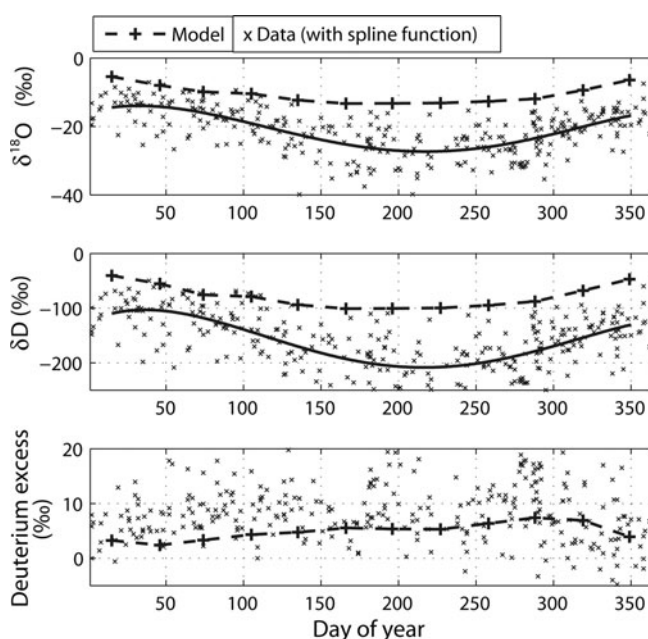 Model x Data (with spline function)
δ¹⁸O (‰)
0
−20
−40
50 100 150 200 250 300 350
δD (‰)
0
−100
−200
50 100 150 200 250 300 350
Deuterium excess
(‰)
20
10
0
50 100 150 200 250 300 350
Day of year